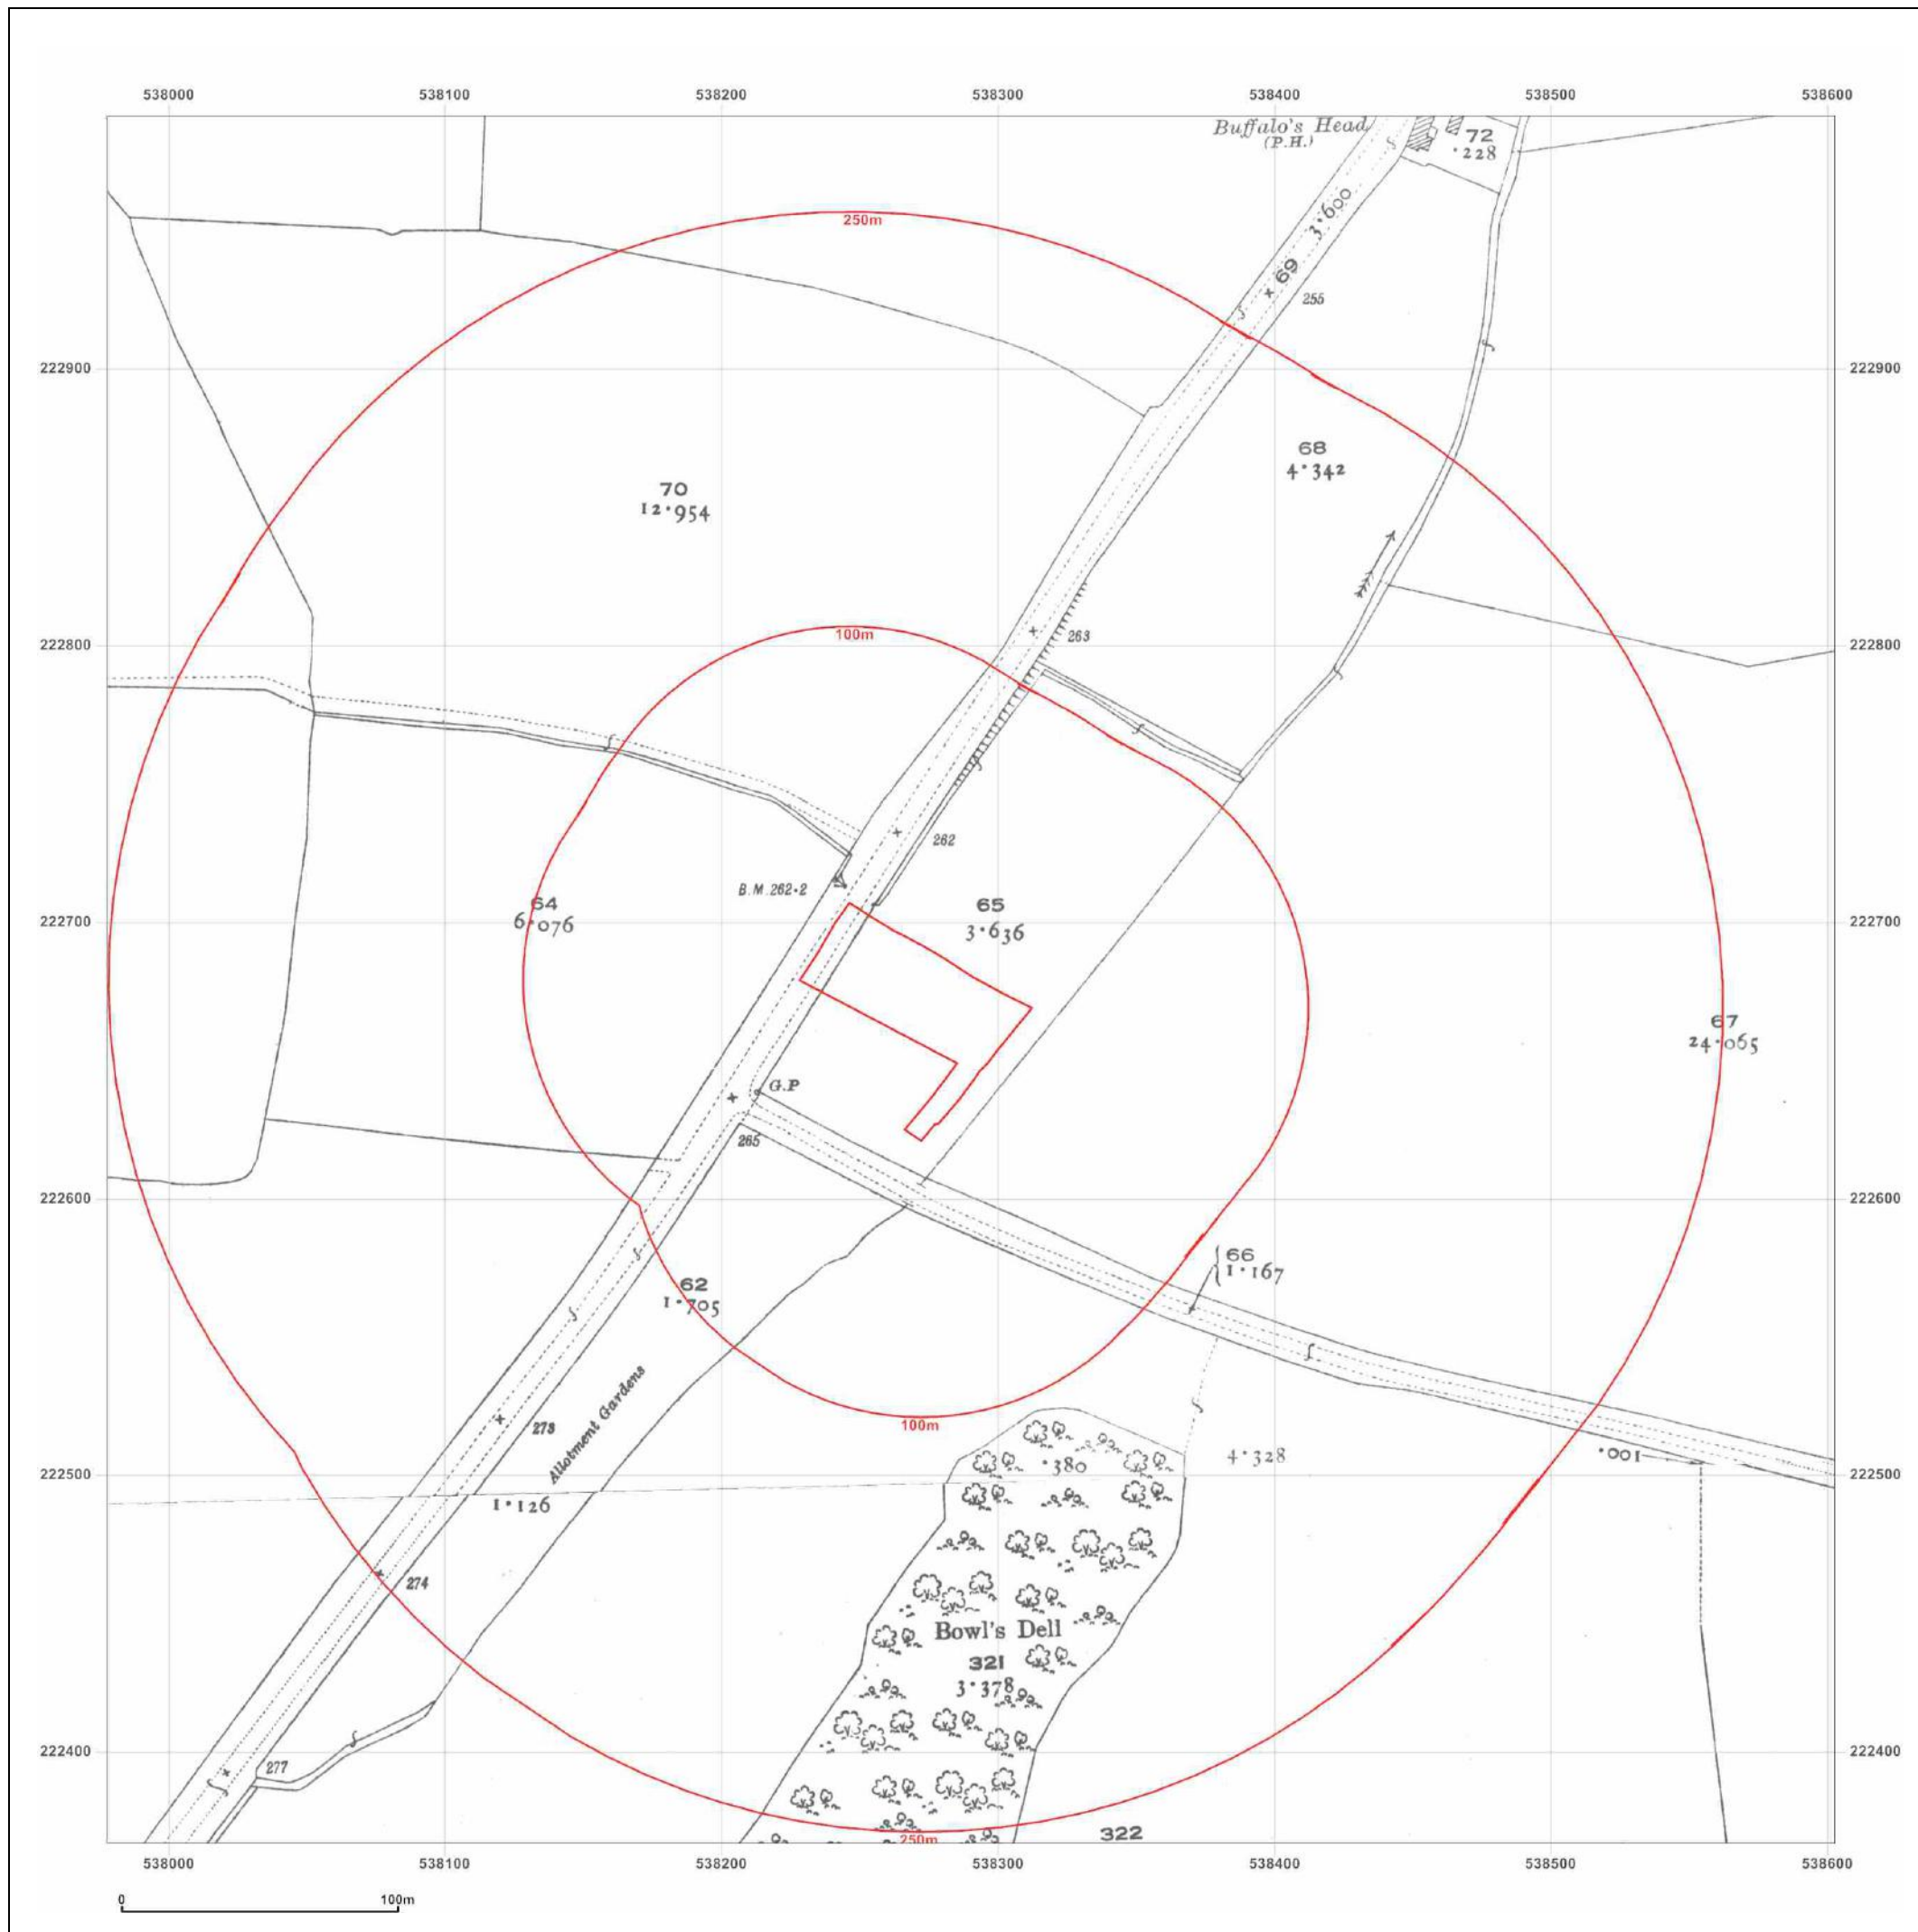 538000 538100 538200 538300 538400 538500 538600
Buffalo's Head
(P.H.)
72
·228
3·600
250m
69
255
222900 222900
68
4·342
70
12·954
222800 222800
100m
263
262
B.M.262·2
64
6·076
65
3·636
222700 222700
67
24·065
G.P
265
222600 222600
66
1·167
62
1·705
Allotment Gardens
273
100m
4·328
·380
·001
222500 222500
1·126
274
Bowl's Dell
321
3·378
277
222400 222400
322
250m
538000 538100 538200 538300 538400 538500 538600
0 100m